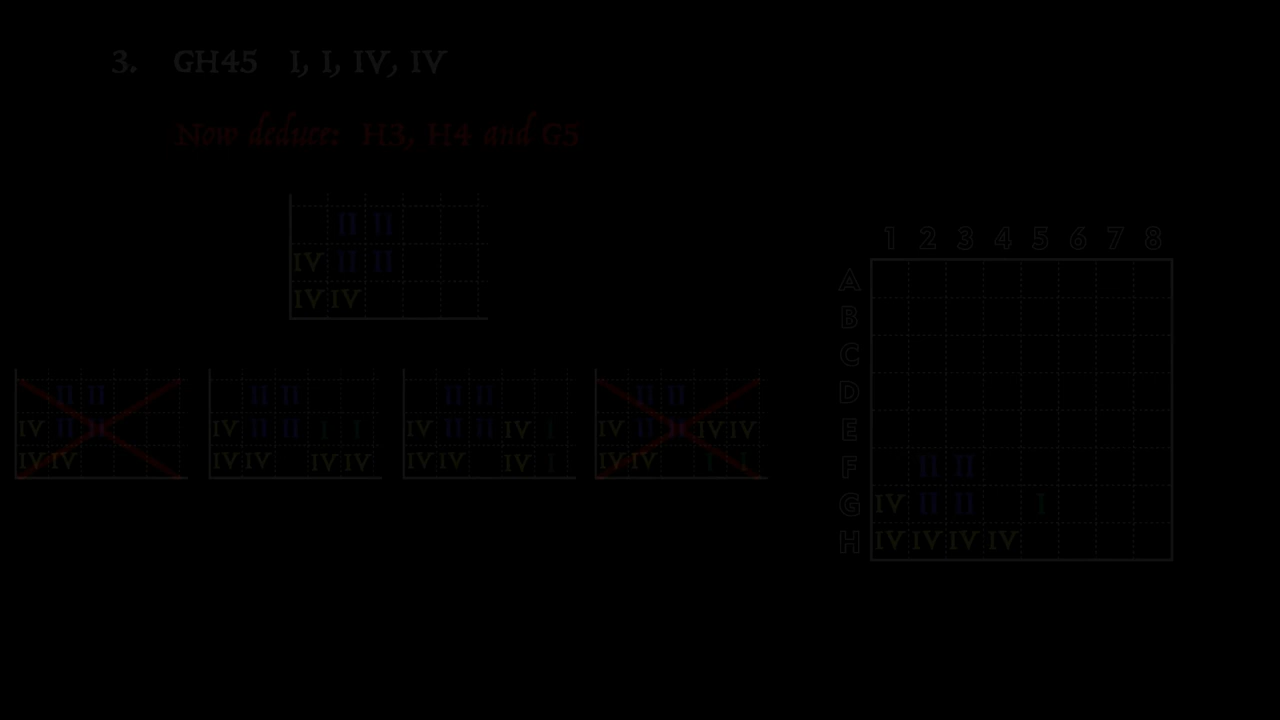 3. GH45 I, I, IV, IV
Now deduce: H3, H4 and G5
II II
IV II II
IV IV
II II
IV II II
IV IV
II II
IV II II I I
IV IV IV IV
II II
IV II II IV I
IV IV IV I
II II
IV II II IV IV
IV IV I I
1 2 3 4 5 6 7 8
A
B
C
D
E
F II II
G IV II II I
H IV IV IV IV